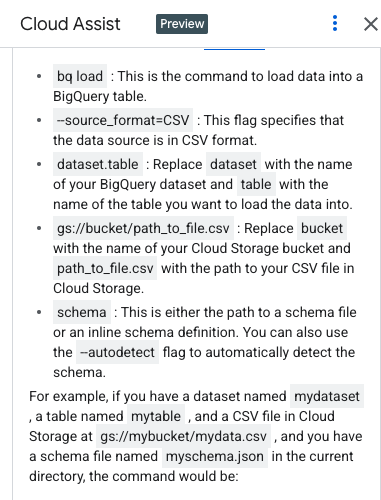 Cloud Assist Preview
bq load : This is the command to load data into a
BigQuery table.
--source_format=CSV : This flag specifies that
the data source is in CSV format.
dataset.table : Replace dataset with the name
of your BigQuery dataset and table with the
name of the table you want to load the data into.
gs://bucket/path_to_file.csv : Replace bucket
with the name of your Cloud Storage bucket and
path_to_file.csv with the path to your CSV file in
Cloud Storage.
schema : This is either the path to a schema file
or an inline schema definition. You can also use
the --autodetect flag to automatically detect the
schema.
For example, if you have a dataset named mydataset
, a table named mytable , and a CSV file in Cloud
Storage at gs://mybucket/mydata.csv , and you have
a schema file named myschema.json in the current
directory, the command would be: